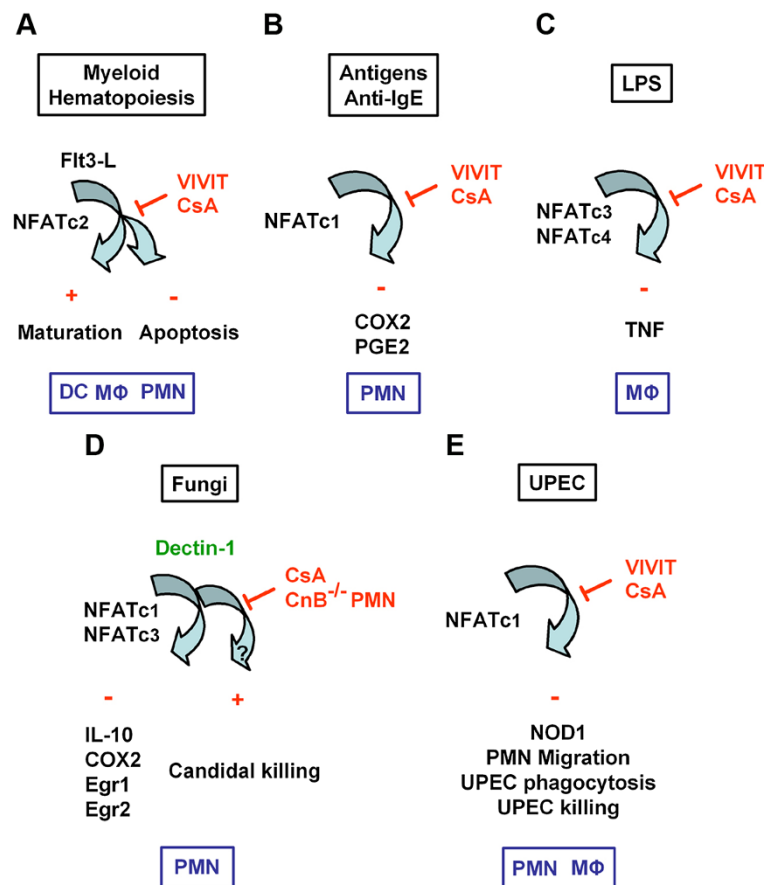 A
Myeloid
Hematopoiesis
Flt3-L
VIVIT
CsA
NFATc2
+
-
Maturation
Apoptosis
DC MΦ PMN
B
Antigens
Anti-IgE
VIVIT
CsA
NFATc1
-
COX2
PGE2
PMN
C
LPS
VIVIT
CsA
NFATc3
NFATc4
-
TNF
MΦ
D
Fungi
Dectin-1
CsA
CnB-/- PMN
NFATc1
NFATc3
?
-
+
IL-10
COX2
Egr1
Egr2
Candidal killing
PMN
E
UPEC
VIVIT
CsA
NFATc1
-
NOD1
PMN Migration
UPEC phagocytosis
UPEC killing
PMN MΦ